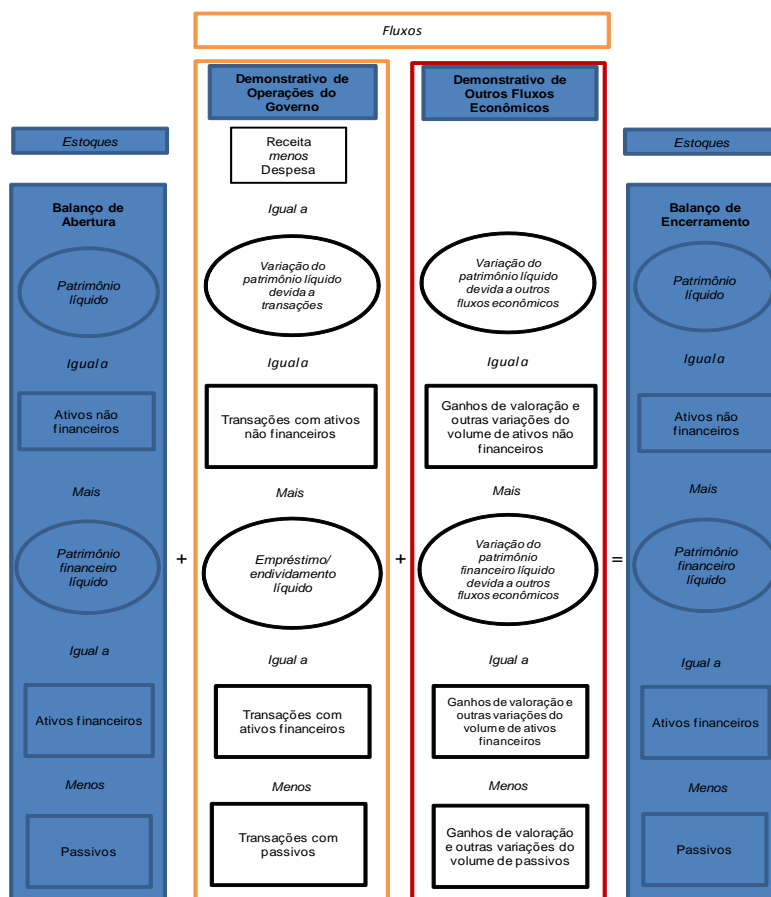 Fluxos
Estoques
Balanço de
Abertura
Patrimônio
líquido
Igual a
Ativos não
financeiros
Mais
Patrimônio
financeiro
líquido
Igual a
Ativos financeiros
Menos
Passivos
+
Demonstrativo de
Operações do
Governo
Receita
menos
Despesa
Igual a
Variação do
patrimônio líquido
devida a
transações
Igual a
Transações com ativos
não financeiros
Mais
Empréstimo/
endividamento
líquido
Igual a
Transações com
ativos financeiros
Menos
Transações com
passivos
+
Demonstrativo de
Outros Fluxos
Econômicos
Variação do
patrimônio líquido
devida a outros
fluxos econômicos
Igual a
Ganhos de valoração e
outras variações do
volume de ativos não
financeiros
Mais
Variação do
patrimônio
financeiro líquido
devida a outros
fluxos econômicos
Igual a
Ganhos de valoração e
outras variações do
volume de ativos
financeiros
Menos
Ganhos de valoração
e outras variações do
volume de passivos
=
Estoques
Balanço de
Encerramento
Patrimônio
líquido
Igual a
Ativos não
financeiros
Mais
Patrimônio
financeiro
líquido
Igual a
Ativos financeiros
Menos
Passivos